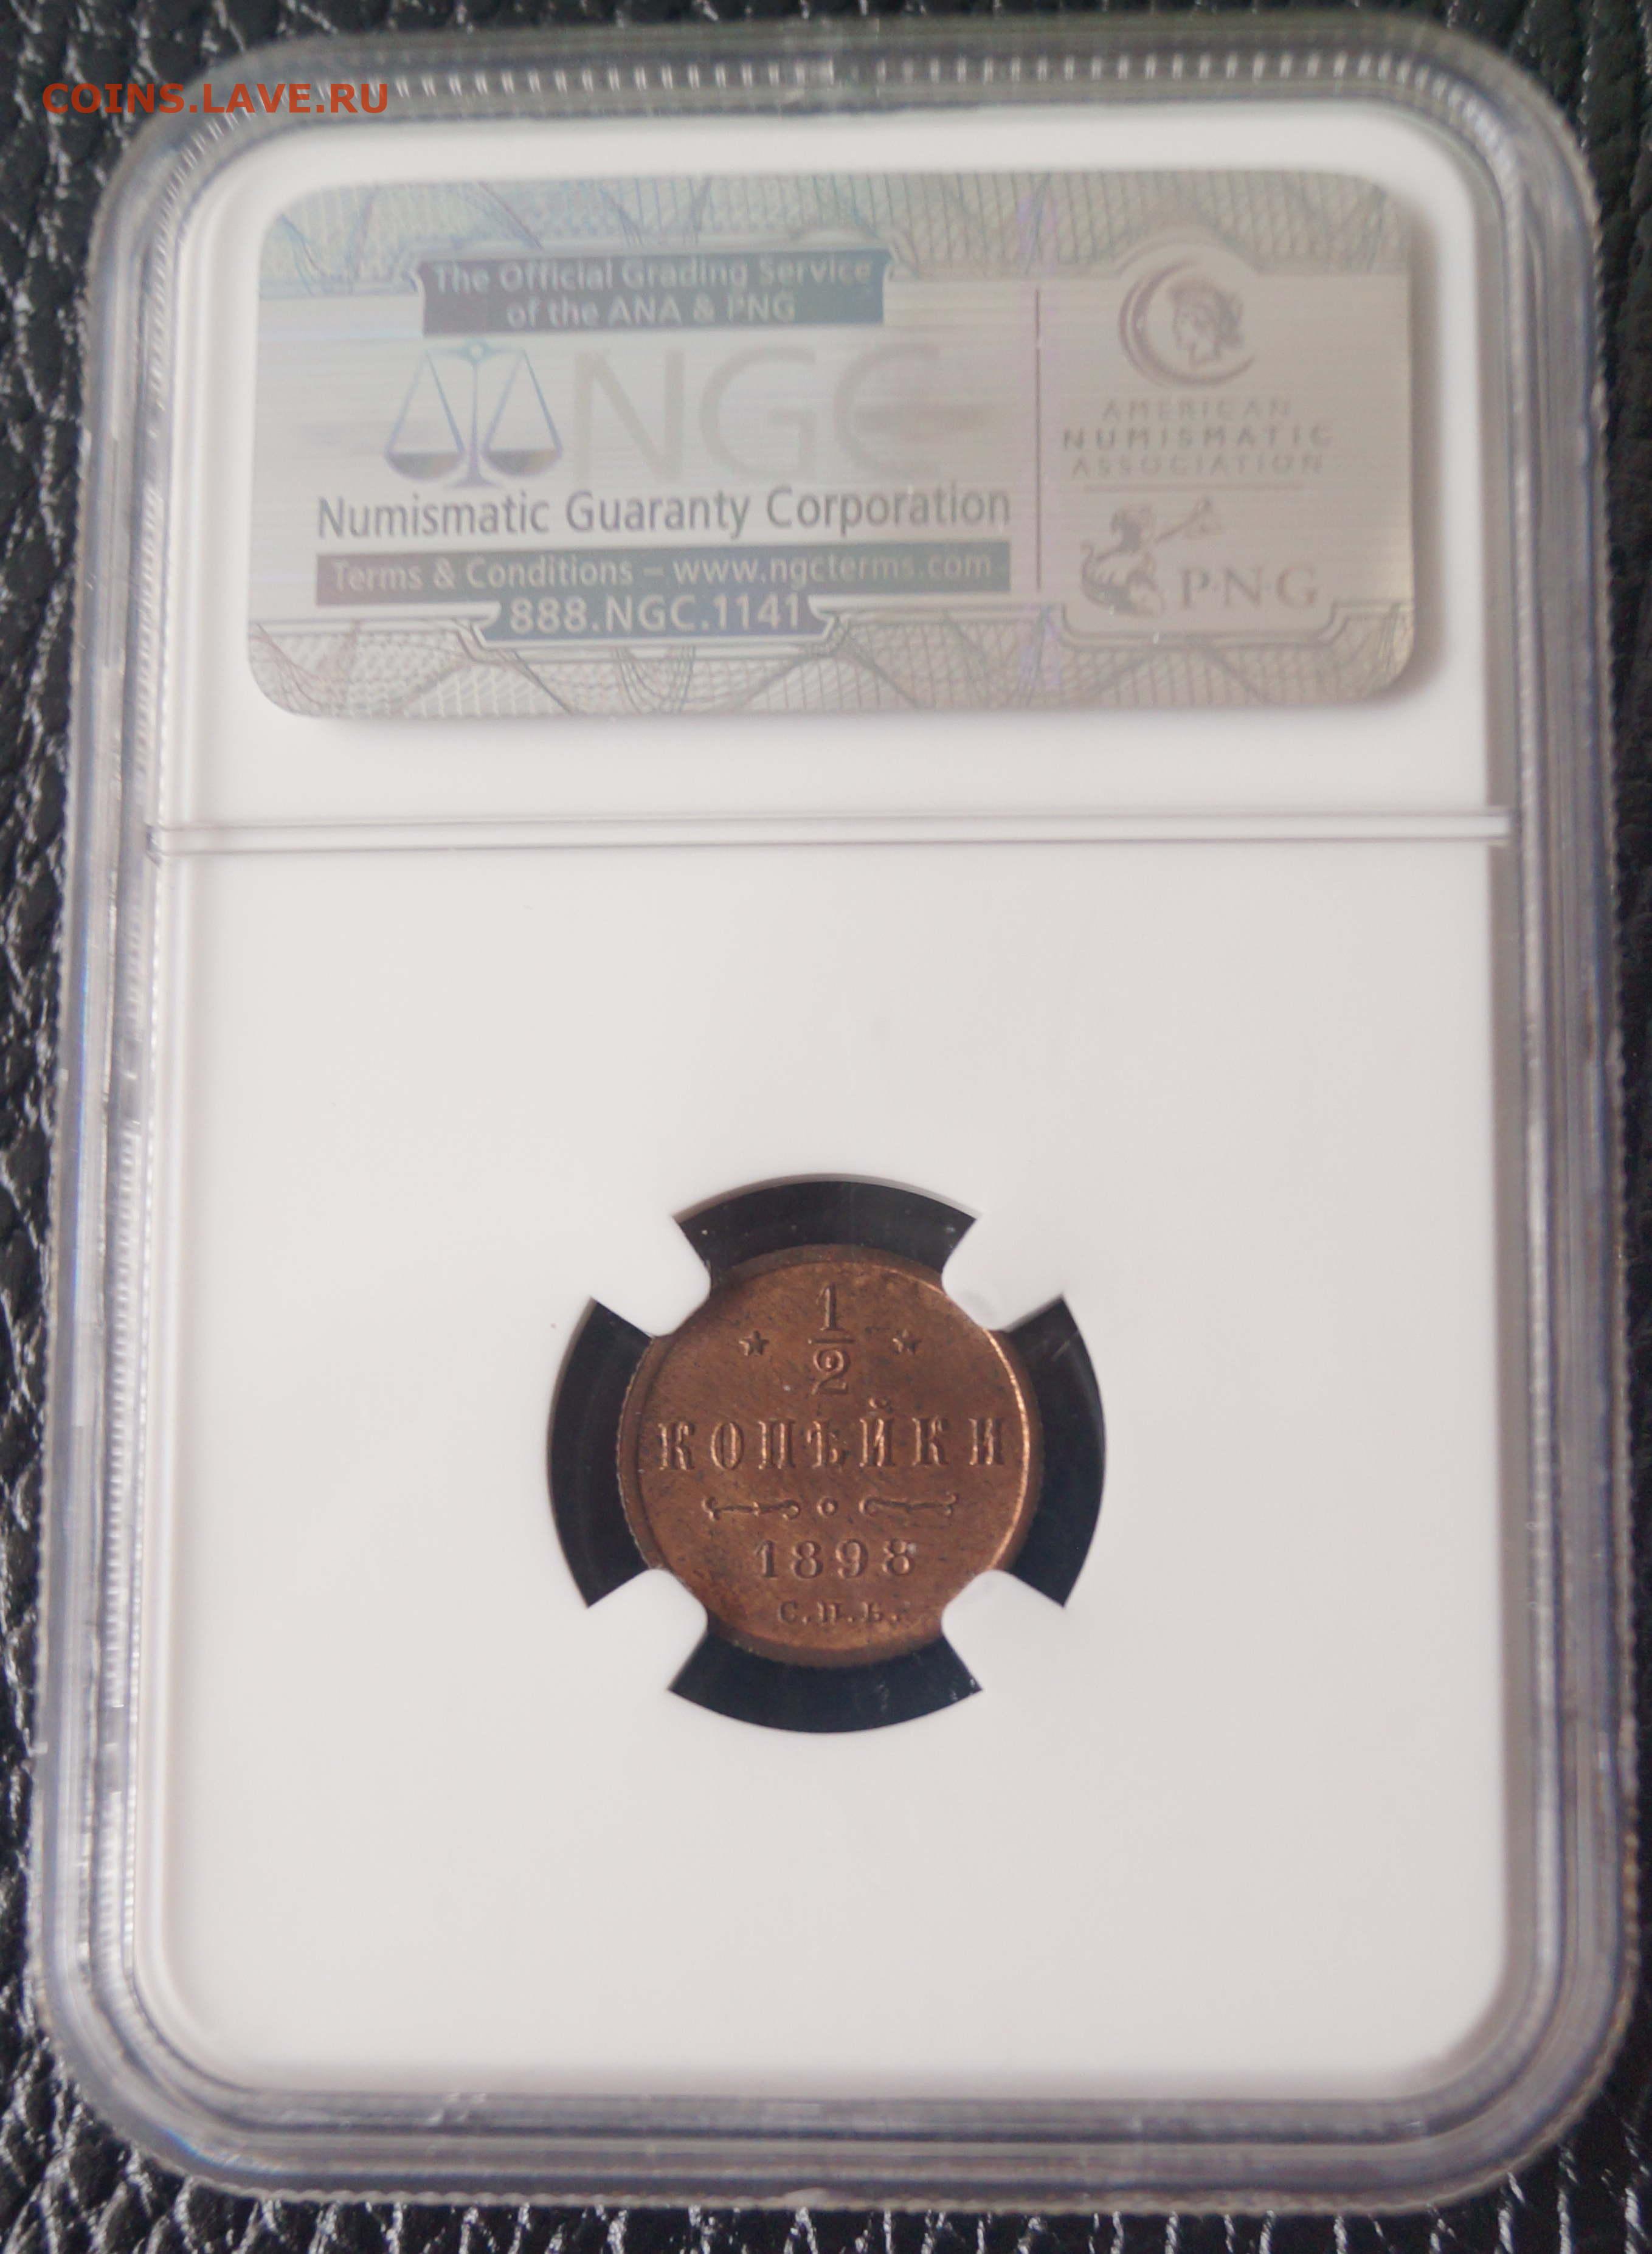 COINS.LAVE.RU
The Official Grading Service
of the ANA & PNG
NGC
Numismatic Guaranty Corporation
Terms & Conditions – www.ngcterms.com
888.NGC.1141
AMERICAN
NUMISMATIC
ASSOCIATION
P·N·G
1
2
КОПѢЙКИ
1898
С.П.Б.